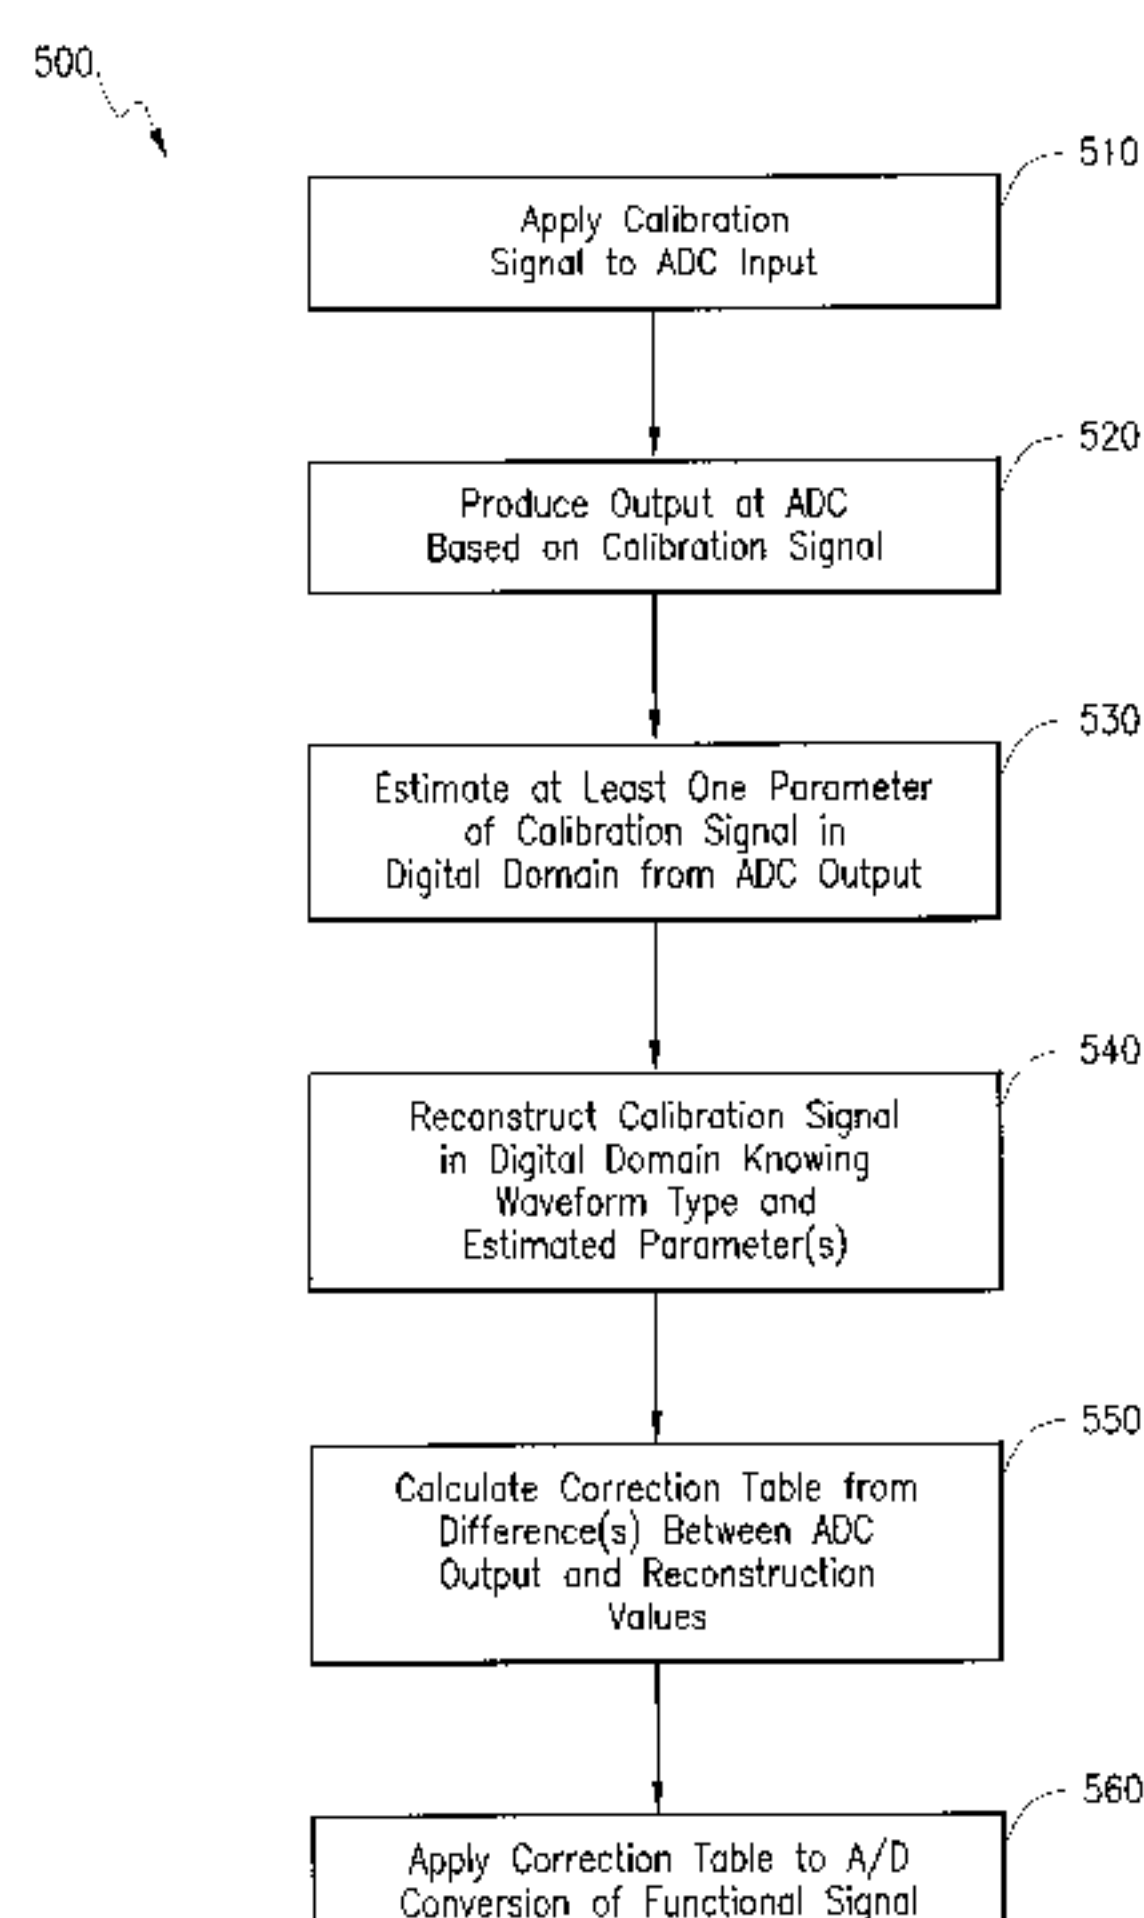 500
510
Apply Calibration
Signal to ADC Input
520
Produce Output at ADC
Based on Calibration Signal
530
Estimate at Least One Parameter
of Calibration Signal in
Digital Domain from ADC Output
540
Reconstruct Calibration Signal
in Digital Domain Knowing
Waveform Type and
Estimated Parameter(s)
550
Calculate Correction Table from
Difference(s) Between ADC
Output and Reconstruction
Values
560
Apply Correction Table to A/D
Conversion of Functional Signal